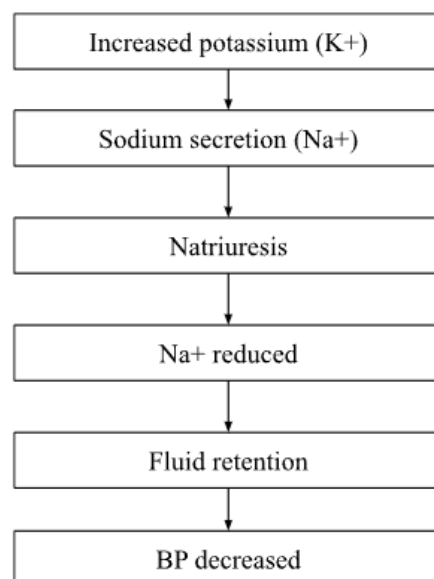 Increased potassium (K+)
Sodium secretion (Na+)
Natriuresis
Na+ reduced
Fluid retention
BP decreased